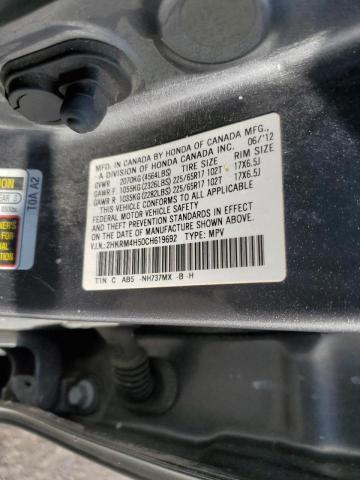 MFD. IN CANADA BY HONDA OF CANADA MFG.,
A DIVISION OF HONDA CANADA INC. 06/'12
TIRE SIZE RIM SIZE
GVWR 2070KG (4564LBS)
GAWR F 1055KG (2326LBS) 225/65R17 102T 17X6.5J
GAWR R 1035KG (2282LBS) 225/65R17 102T 17X6.5J
THIS VEHICLE CONFORMS TO ALL APPLICABLE
FEDERAL MOTOR VEHICLE SAFETY AND
THEFT PREVENTION STANDARDS IN EFFECT ON
THE DATE OF MANUFACTURE SHOWN ABOVE.
V.I.N.: 2HKRM4H50CH619692 TYPE: MPV
T1N C AB5 -NH737MX -B -H
T0A A2